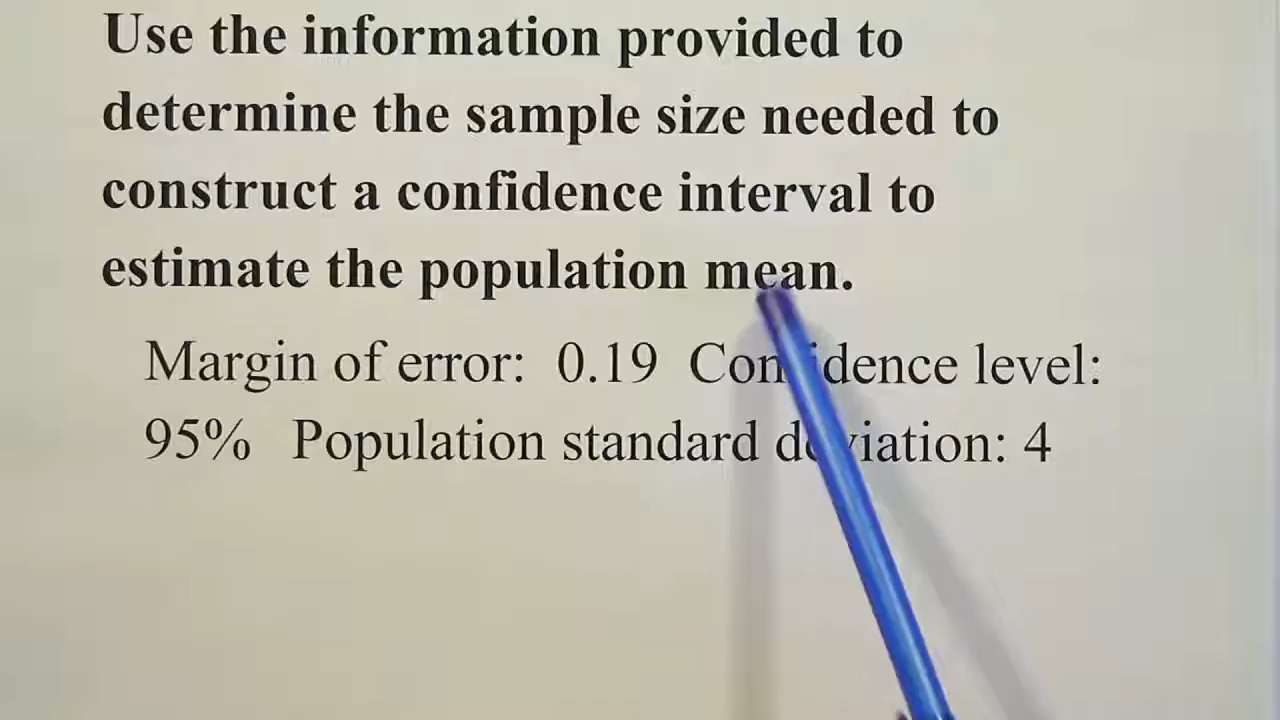 Use the information provided to
determine the sample size needed to
construct a confidence interval to
estimate the population mean.
Margin of error: 0.19 Confidence level:
95% Population standard deviation: 4